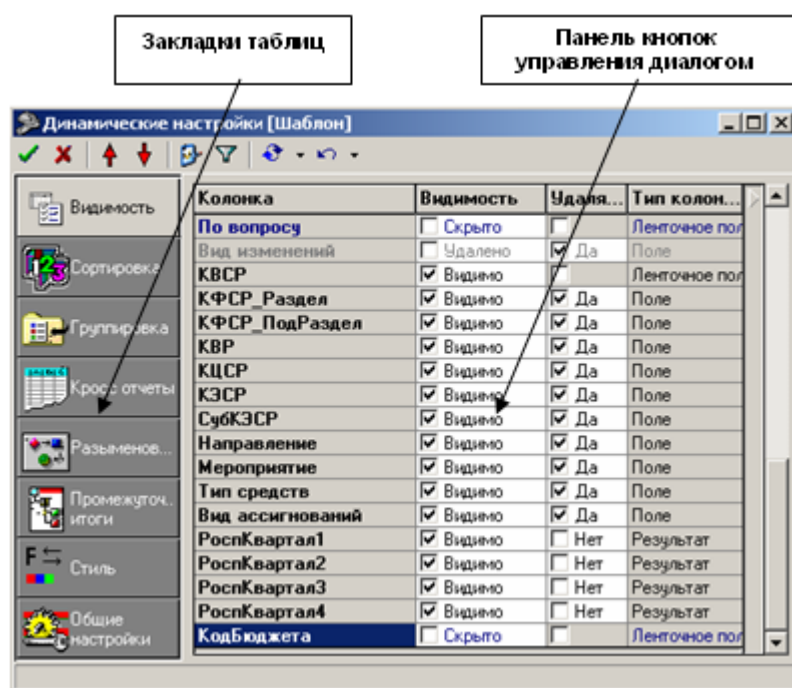 Закладки таблиц
Панель кнопок
управления диалогом
Динамические настройки [Шаблон]
Видимость
Сортировка
Группировка
Кросс отчеты
Разыменов...
Промежуточ..
итоги
Стиль
Общие
настройки
Колонка Видимость Удаля... Тип колон...
По вопросу Скрыто Ленточное пол
Вид изменений Удалено Да Поле
КВСР Видимо Ленточное пол
КФСР_Раздел Видимо Да Поле
КФСР_ПодРаздел Видимо Да Поле
КВР Видимо Да Поле
КЦСР Видимо Да Поле
КЭСР Видимо Да Поле
СубКЭСР Видимо Да Поле
Направление Видимо Да Поле
Мероприятие Видимо Да Поле
Тип средств Видимо Да Поле
Вид ассигнований Видимо Да Поле
РоспКвартал1 Видимо Нет Результат
РоспКвартал2 Видимо Нет Результат
РоспКвартал3 Видимо Нет Результат
РоспКвартал4 Видимо Нет Результат
КодБюджета Скрыто Ленточное пол